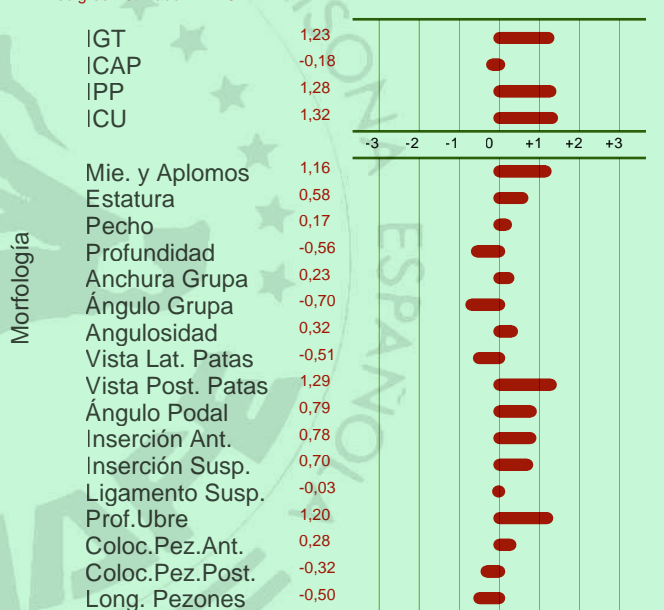 IGT 1,23
ICAP -0,18
IPP 1,28
ICU 1,32
-3 -2 -1 0 +1 +2 +3
Morfología
Mie. y Aplomos 1,16
Estatura 0,58
Pecho 0,17
Profundidad -0,56
Anchura Grupa 0,23
Ángulo Grupa -0,70
Angulosidad 0,32
Vista Lat. Patas -0,51
Vista Post. Patas 1,29
Ángulo Podal 0,79
Inserción Ant. 0,78
Inserción Susp. 0,70
Ligamento Susp. -0,03
Prof.Ubre 1,20
Coloc.Pez.Ant. 0,28
Coloc.Pez.Post. -0,32
Long. Pezones -0,50
ESPAÑOLA